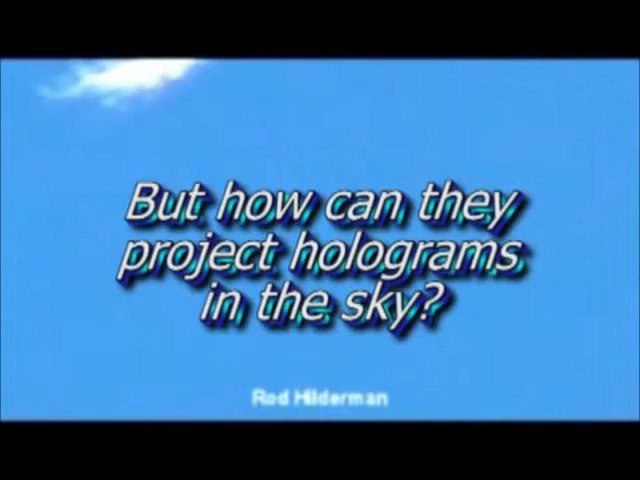 But how can they
project holograms
in the sky?
Rod Hilderman